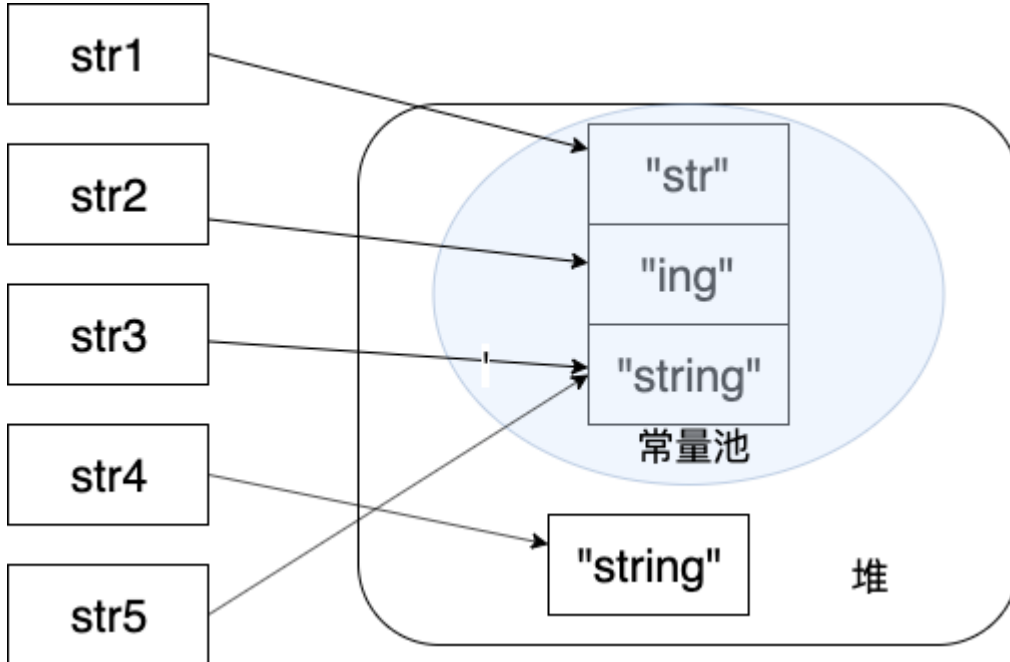 str1
str2
str3
str4
str5
"str"
"ing"
'
"string"
常量池
"string"
堆